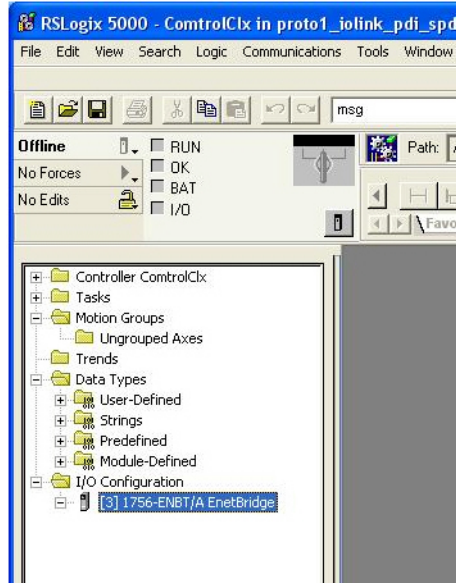 RSLogix 5000 - ComtrolClx in proto1_iolink_pdi_spd
File Edit View Search Logic Communications Tools Window
msg
Offline
RUN
Path:
No Forces
OK
No Edits
BAT
I/O
Favo
Controller ComtrolClx
Tasks
Motion Groups
Ungrouped Axes
Trends
Data Types
User-Defined
Strings
Predefined
Module-Defined
I/O Configuration
[3] 1756-ENBT/A EnetBridge